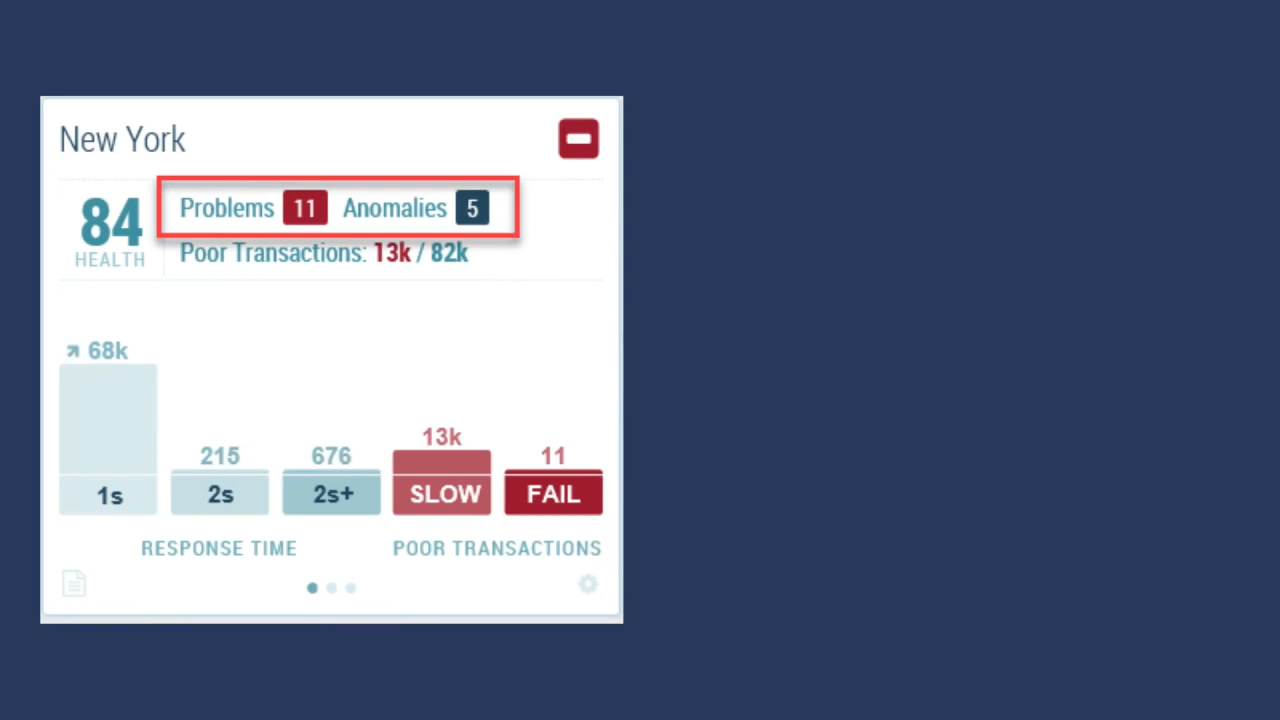 New York
84
HEALTH
Problems 11 Anomalies 5
Poor Transactions: 13k / 82k
68k
215
676
13k
11
1s
2s
2s+
SLOW
FAIL
RESPONSE TIME
POOR TRANSACTIONS